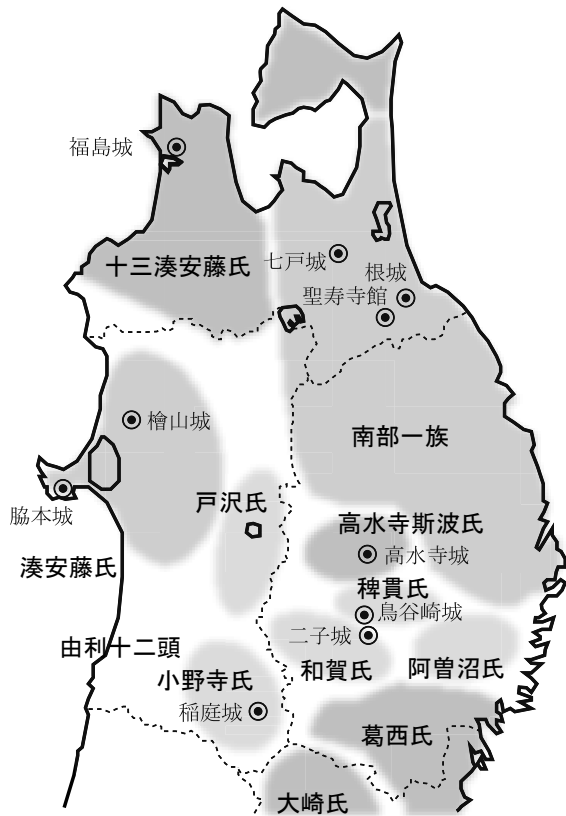 福島城
十三湊安藤氏
七戸城
根城
聖寿寺館
檜山城
南部一族
戸沢氏
脇本城
高水寺斯波氏
高水寺城
湊安藤氏
稗貫氏
鳥谷崎城
二子城
由利十二頭
和賀氏
阿曽沼氏
小野寺氏
稲庭城
葛西氏
大崎氏